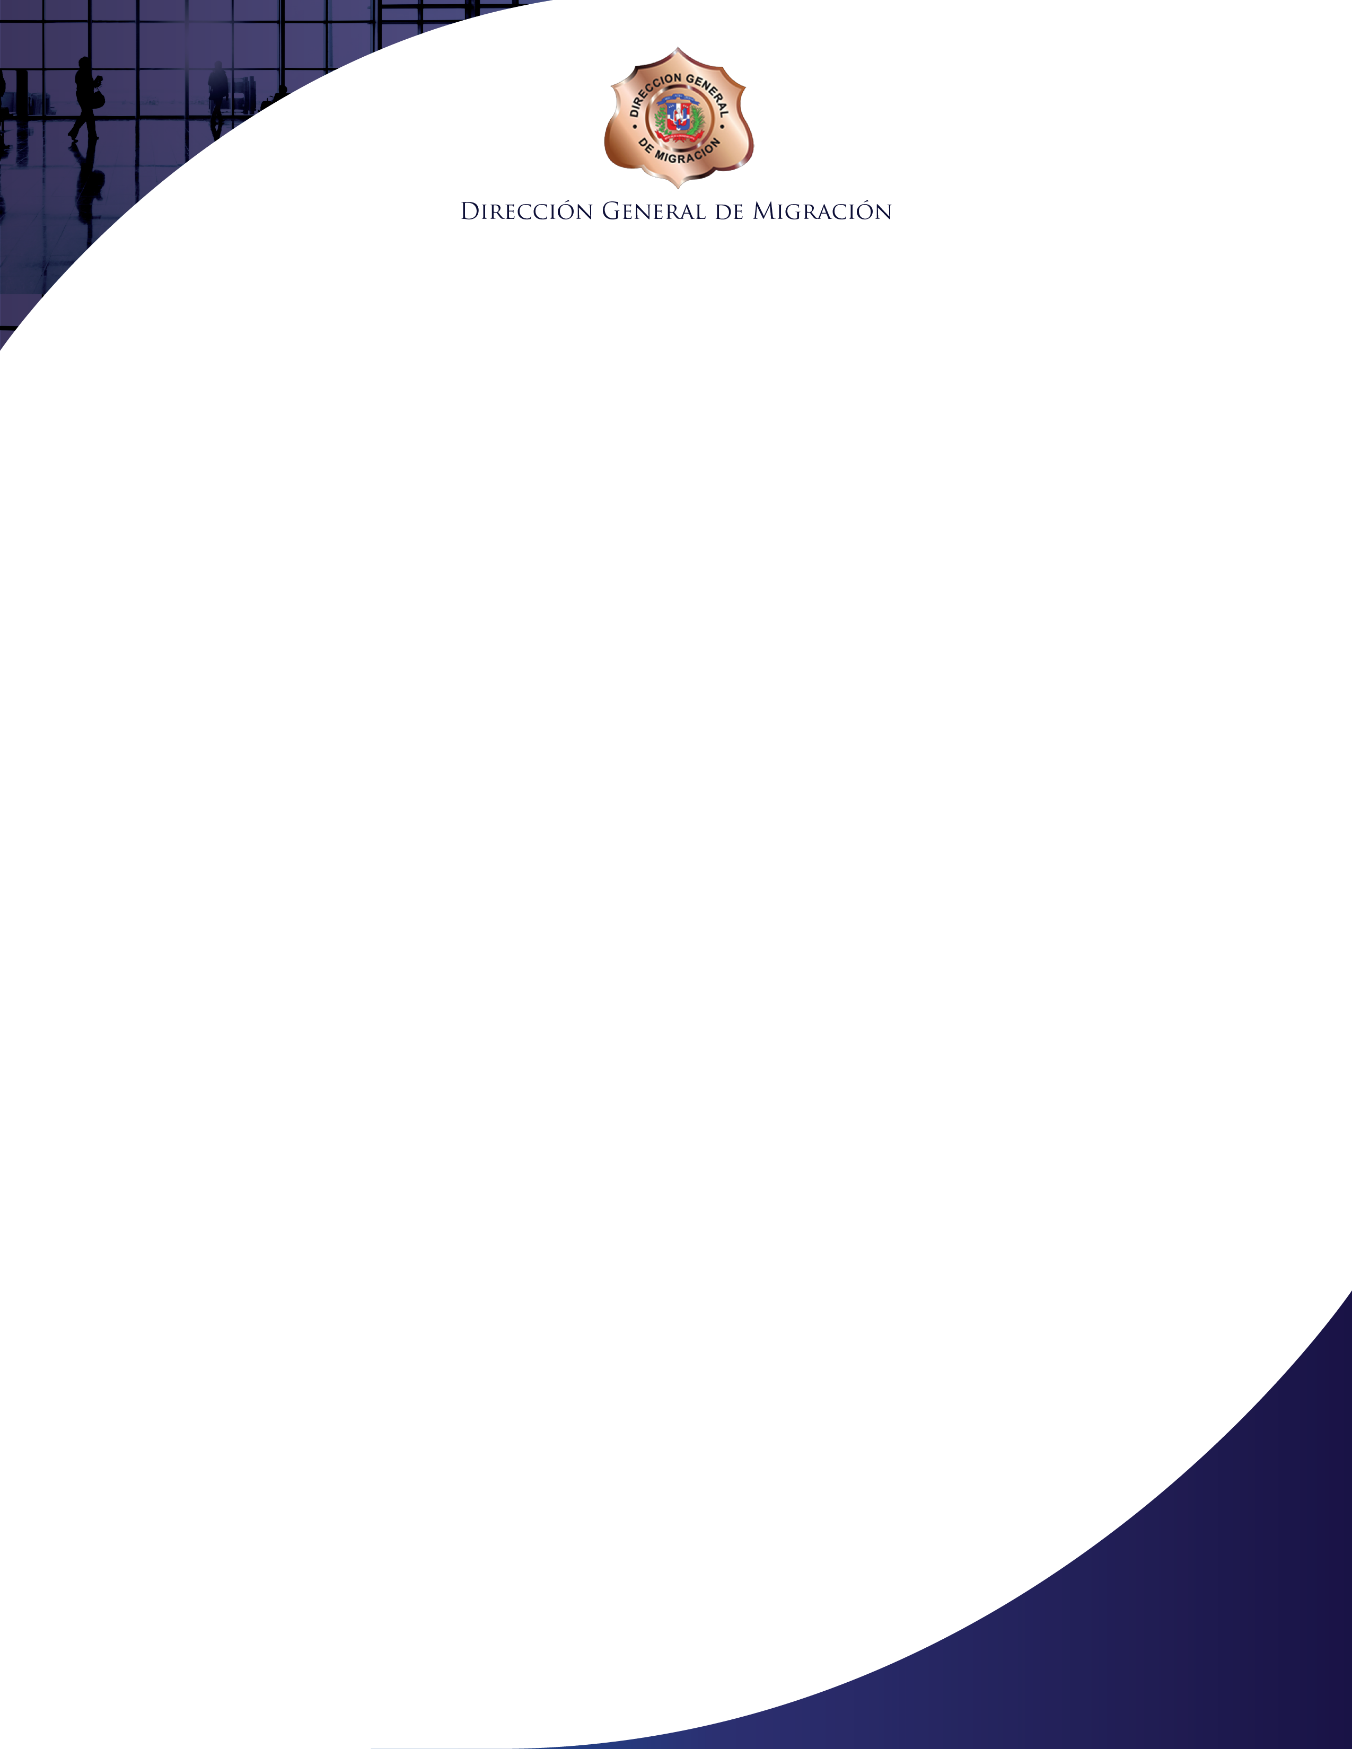 DIRECCION GENERAL
DE MIGRACION
Dirección General de Migración